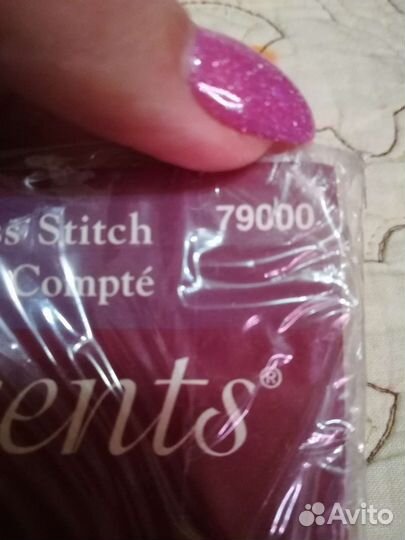 ss Stitch 79000
Compté
ents®
Avito